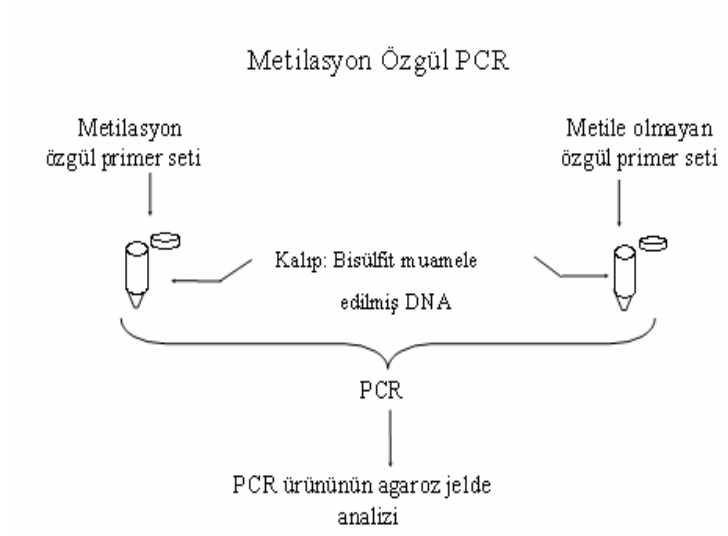 Metilasyon Özgül PCR
Metilasyon
özgül primer seti
Metile olmayan
özgül primer seti
Kalıp: Bisülfit muamele
edilmiş DNA
PCR
PCR ürününün agaroz jelde
analizi